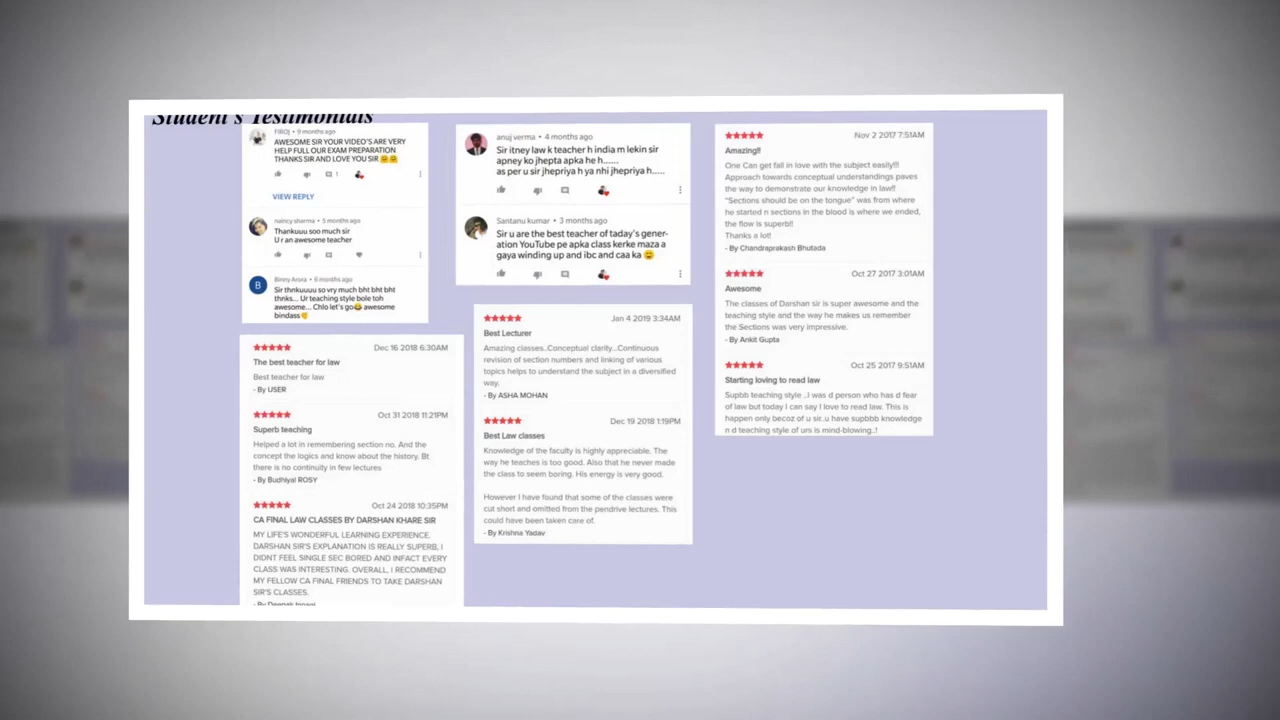 Student's Testimonials
FIROJ • 9 months ago
AWESOME SIR YOUR VIDEO'S ARE VERY
HELP FULL OUR EXAM PREPARATION
THANKS SIR AND LOVE YOU SIR 🤗🤗
1
VIEW REPLY
nancy sharma • 5 months ago
Thankuuu soo much sir
U r an awesome teacher
B
Binny Arora • 6 months ago
Sir thnkuuuu so vry much bht bht bht
thnks... Ur teaching style bole toh
awesome... Chlo let's go😂 awesome
bindass👏
Dec 16 2018 6:30AM
The best teacher for law
Best teacher for law
- By USER
Oct 31 2018 11:21PM
Superb teaching
Helped a lot in remembering section no. And the
concept the logics and know about the history. Bt
there is no continuity in few lectures
- By Budhiyal ROSY
Oct 24 2018 10:35PM
CA FINAL LAW CLASSES BY DARSHAN KHARE SIR
MY LIFE'S WONDERFUL LEARNING EXPERIENCE.
DARSHAN SIR'S EXPLANATION IS REALLY SUPERB, I
DIDNT FEEL SINGLE SEC BORED AND INFACT EVERY
CLASS WAS INTERESTING. OVERALL, I RECOMMEND
MY FELLOW CA FINAL FRIENDS TO TAKE DARSHAN
SIR'S CLASSES.
- By Deepak
anuj verma • 4 months ago
Sir itney law k teacher h india m lekin sir
apney ko jhepta apka he h......
as per u sir jhepriya h ya nhi jhepriya h.....
Santanu kumar • 3 months ago
Sir u are the best teacher of taday's gener-
ation YouTube pe apka class kerke maza a
gaya winding up and ibc and caa ka 😄
Jan 4 2019 3:34AM
Best Lecturer
Amazing classes..Conceptual clarity...Continuous
revision of section numbers and linking of various
topics helps to understand the subject in a diversified
way.
- By ASHA MOHAN
Dec 19 2018 1:19PM
Best Law classes
Knowledge of the faculty is highly appreciable. The
way he teaches is too good. Also that he never made
the class to seem boring. His energy is very good.
However I have found that some of the classes were
cut short and omitted from the pendrive lectures. This
could have been taken care of.
- By Krishna Yadav
Nov 2 2017 7:51AM
Amazing!!
One Can get fall in love with the subject easily!!!
Approach towards conceptual understandings paves
the way to demonstrate our knowledge in law!!
"Sections should be on the tongue" was from where
he started n sections in the blood is where we ended,
the flow is superb!!
Thanks a lot!
- By Chandraprakash Bhutada
Oct 27 2017 3:01AM
Awesome
The classes of Darshan sir is super awesome and the
teaching style and the way he makes us remember
the Sections was very impressive.
- By Ankit Gupta
Oct 25 2017 9:51AM
Starting loving to read law
Supbb teaching style ..I was d person who has d fear
of law but today I can say I love to read law. This is
happen only becoz of u sir..u have supbbb knowledge
n d teaching style of urs is mind-blowing..!